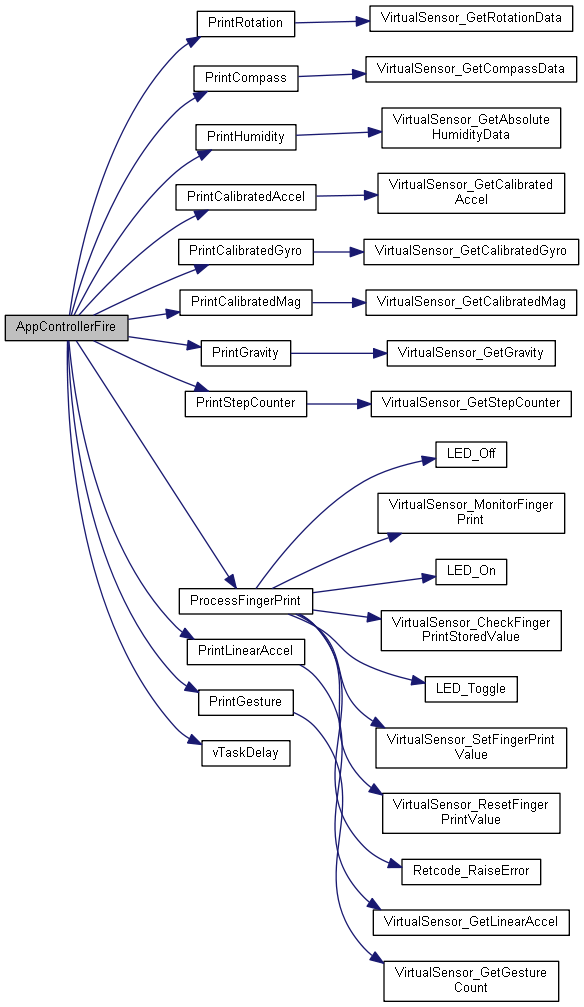 PrintRotation
VirtualSensor_GetRotationData
PrintCompass
VirtualSensor_GetCompassData
PrintHumidity
VirtualSensor_GetAbsolute
HumidityData
PrintCalibratedAccel
VirtualSensor_GetCalibrated
Accel
PrintCalibratedGyro
VirtualSensor_GetCalibratedGyro
PrintCalibratedMag
VirtualSensor_GetCalibratedMag
AppControllerFire
PrintGravity
VirtualSensor_GetGravity
PrintStepCounter
VirtualSensor_GetStepCounter
LED_Off
VirtualSensor_MonitorFinger
Print
LED_On
ProcessFingerPrint
VirtualSensor_CheckFinger
PrintStoredValue
PrintLinearAccel
LED_Toggle
PrintGesture
VirtualSensor_SetFingerPrint
Value
vTaskDelay
VirtualSensor_ResetFinger
PrintValue
Retcode_RaiseError
VirtualSensor_GetLinearAccel
VirtualSensor_GetGesture
Count